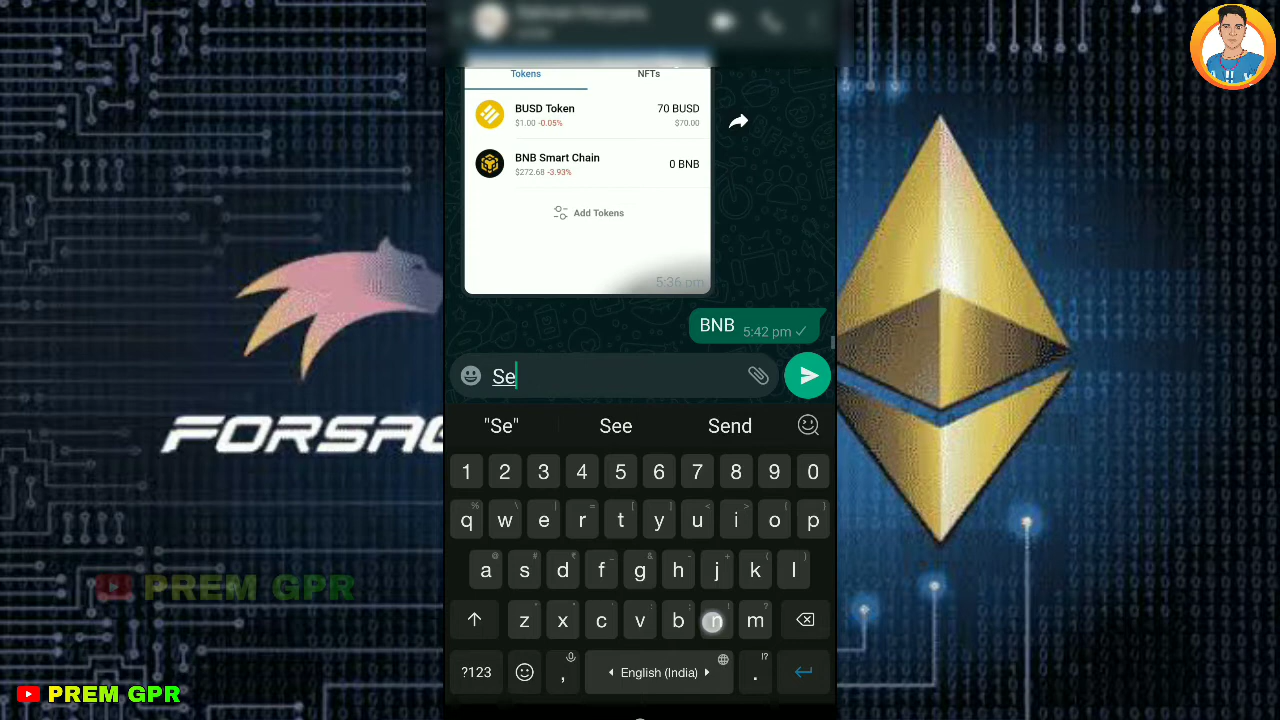 Tokens NFTs
BUSD Token 70 BUSD
$1.00 -0.05% $70.00
BNB Smart Chain 0 BNB
$272.68 -3.93%
Add Tokens
5:36 pm
BNB 5:42 pm
Se
"Se" See Send
1 2 3 4 5 6 7 8 9 0
q w e r t y u i o p
a s d f g h j k l
z x c v b n m
?123 , English (India) .
FORSAG
PREM GPR
PREM GPR